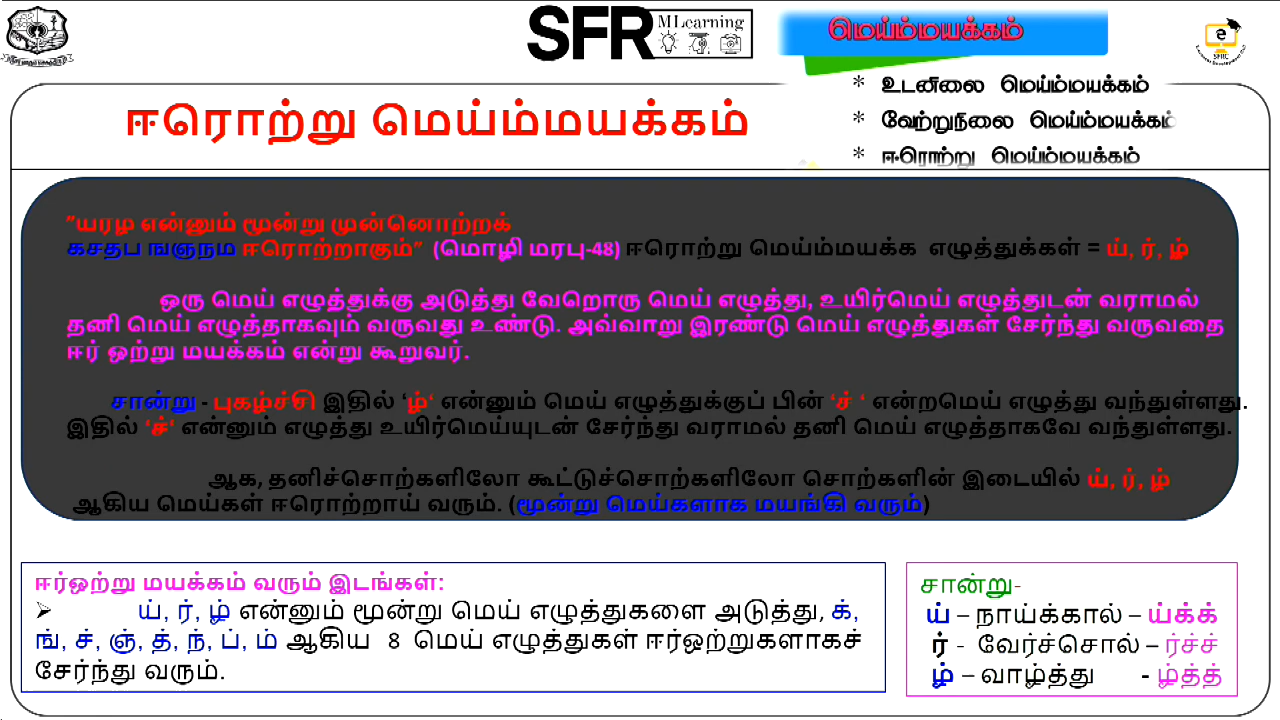 SFR MLearning
மெய்ம்மயக்கம்
* உடனிலை மெய்ம்மயக்கம்
* வேற்றுநிலை மெய்ம்மயக்கம்
* ஈரொற்று மெய்ம்மயக்கம்
ஈரொற்று மெய்ம்மயக்கம்
”யரழ என்னும் மூன்று முன்னொற்றக்
கசதப ஙஞநம ஈரொற்றாகும்” (மொழி மரபு-48) ஈரொற்று மெய்ம்மயக்க எழுத்துக்கள் = ய், ர், ழ்
ஒரு மெய் எழுத்துக்கு அடுத்து வேறொரு மெய் எழுத்து, உயிர்மெய் எழுத்துடன் வராமல்
தனி மெய் எழுத்தாகவும் வருவது உண்டு. அவ்வாறு இரண்டு மெய் எழுத்துகள் சேர்ந்து வருவதை
ஈர் ஒற்று மயக்கம் என்று கூறுவர்.
சான்று - புகழ்ச்சி இதில் ‘ழ்‘ என்னும் மெய் எழுத்துக்குப் பின் ‘ச் ‘ என்றமெய் எழுத்து வந்துள்ளது.
இதில் ‘ச்‘ என்னும் எழுத்து உயிர்மெய்யுடன் சேர்ந்து வராமல் தனி மெய் எழுத்தாகவே வந்துள்ளது.
ஆக, தனிச்சொற்களிலோ கூட்டுச்சொற்களிலோ சொற்களின் இடையில் ய், ர், ழ்
ஆகிய மெய்கள் ஈரொற்றாய் வரும். (மூன்று மெய்களாக மயங்கி வரும்)
ஈர்ஒற்று மயக்கம் வரும் இடங்கள்:
➢ ய், ர், ழ் என்னும் மூன்று மெய் எழுத்துகளை அடுத்து, க்,
ங், ச், ஞ், த், ந், ப், ம் ஆகிய 8 மெய் எழுத்துகள் ஈர்ஒற்றுகளாகச்
சேர்ந்து வரும்.
சான்று-
ய் – நாய்க்கால் – ய்க்க்
ர் - வேர்ச்சொல் – ர்ச்ச்
ழ் – வாழ்த்து - ழ்த்த்